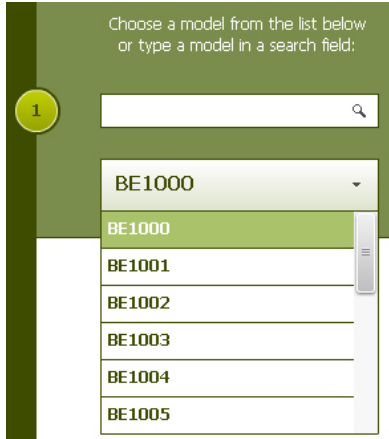 Choose a model from the list below
or type a model in a search field:
1
BE1000
BE1000
BE1001
BE1002
BE1003
BE1004
BE1005